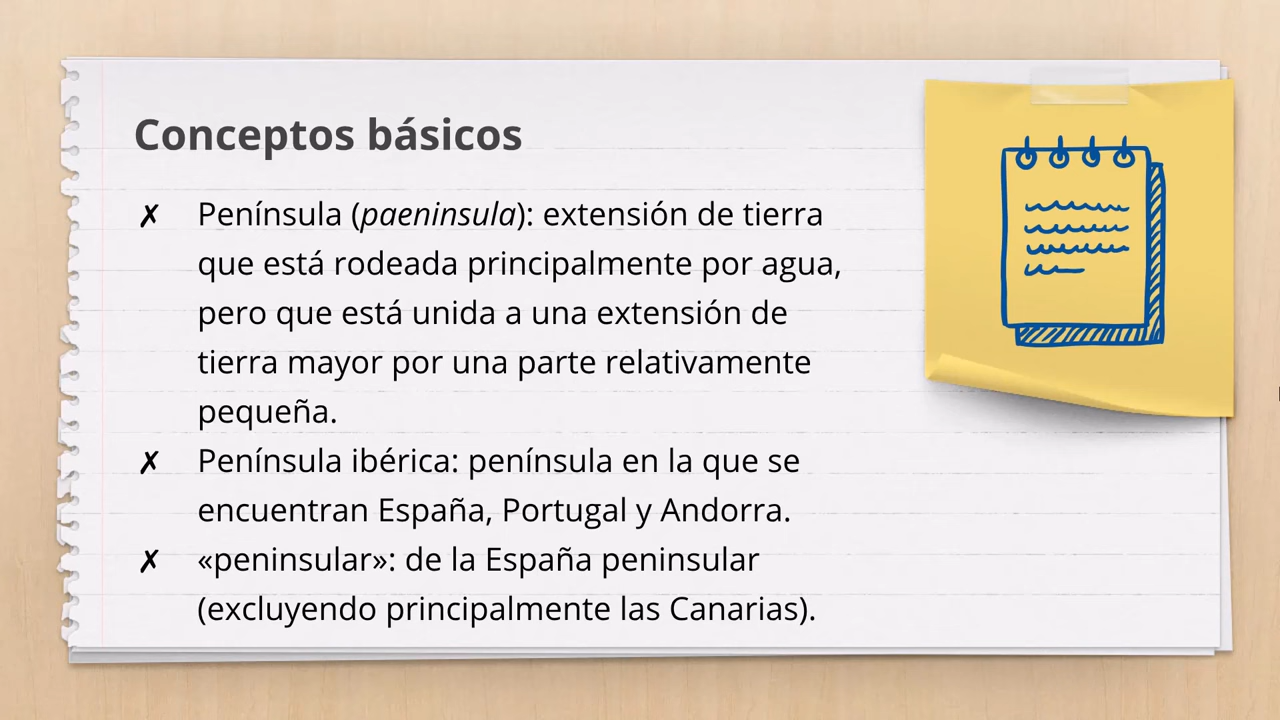 Conceptos básicos
✗ Península (paeninsula): extensión de tierra
que está rodeada principalmente por agua,
pero que está unida a una extensión de
tierra mayor por una parte relativamente
pequeña.
✗ Península ibérica: península en la que se
encuentran España, Portugal y Andorra.
✗ «peninsular»: de la España peninsular
(excluyendo principalmente las Canarias).